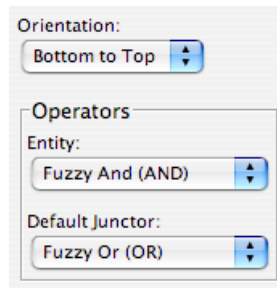 Orientation:
Bottom to Top
Operators
Entity:
Fuzzy And (AND)
Default Junctor:
Fuzzy Or (OR)